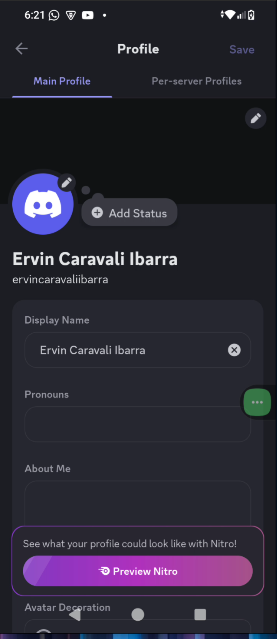 6:21
Profile
Save
Main Profile
Per-server Profiles
Add Status
Ervin Caravali Ibarra
ervincaravaliibarra
Display Name
Ervin Caravali Ibarra
Pronouns
About Me
See what your profile could look like with Nitro!
Preview Nitro
Avatar Decoration